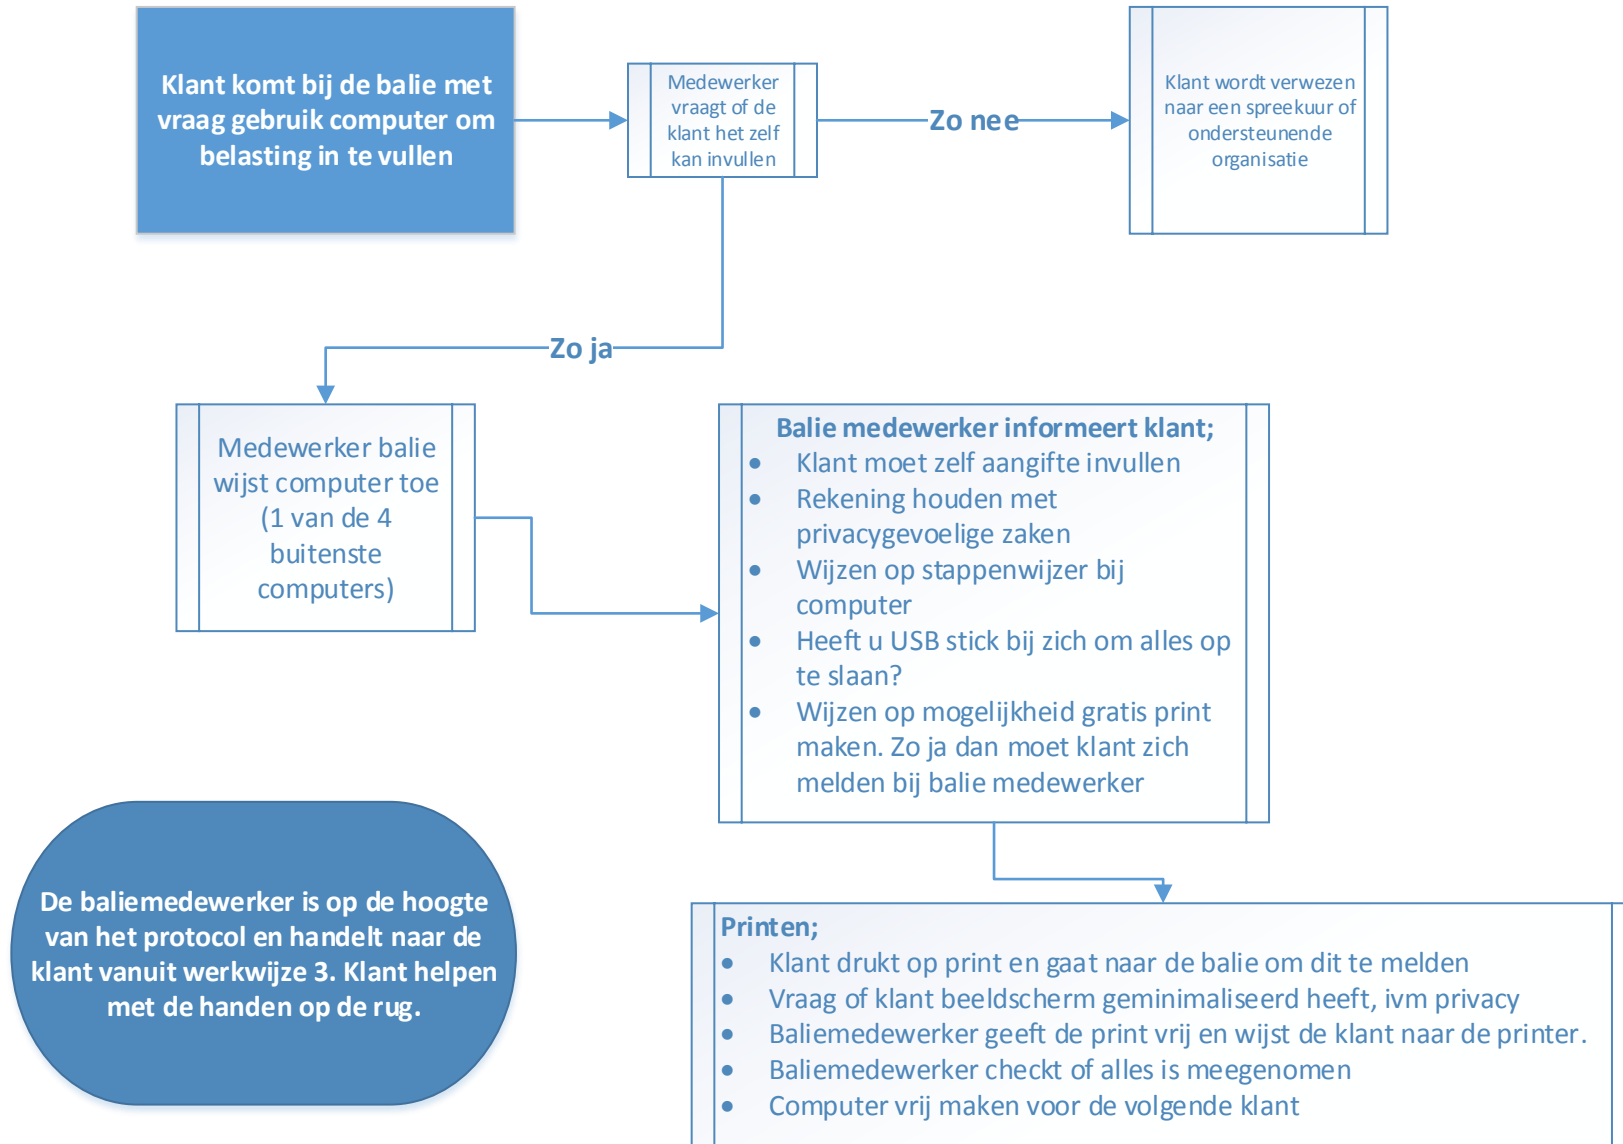 Klant komt bij de balie met
vraag gebruik computer om
belasting in te vullen
Medewerker
vraagt of de
klant het zelf
kan invullen
Zo nee
Klant wordt verwezen
naar een spreekuur of
ondersteunende
organisatie
Zo ja
Medewerker balie
wijst computer toe
(1 van de 4
buitenste
computers)
Balie medewerker informeert klant;
• Klant moet zelf aangifte invullen
• Rekening houden met
privacygevoelige zaken
• Wijzen op stappenwijzer bij
computer
• Heeft u USB stick bij zich om alles op
te slaan?
• Wijzen op mogelijkheid gratis print
maken. Zo ja dan moet klant zich
melden bij balie medewerker
De baliemedewerker is op de hoogte
van het protocol en handelt naar de
klant vanuit werkwijze 3. Klant helpen
met de handen op de rug.
Printen;
• Klant drukt op print en gaat naar de balie om dit te melden
• Vraag of klant beeldscherm geminimaliseerd heeft, ivm privacy
• Baliemedewerker geeft de print vrij en wijst de klant naar de printer.
• Baliemedewerker checkt of alles is meegenomen
• Computer vrij maken voor de volgende klant